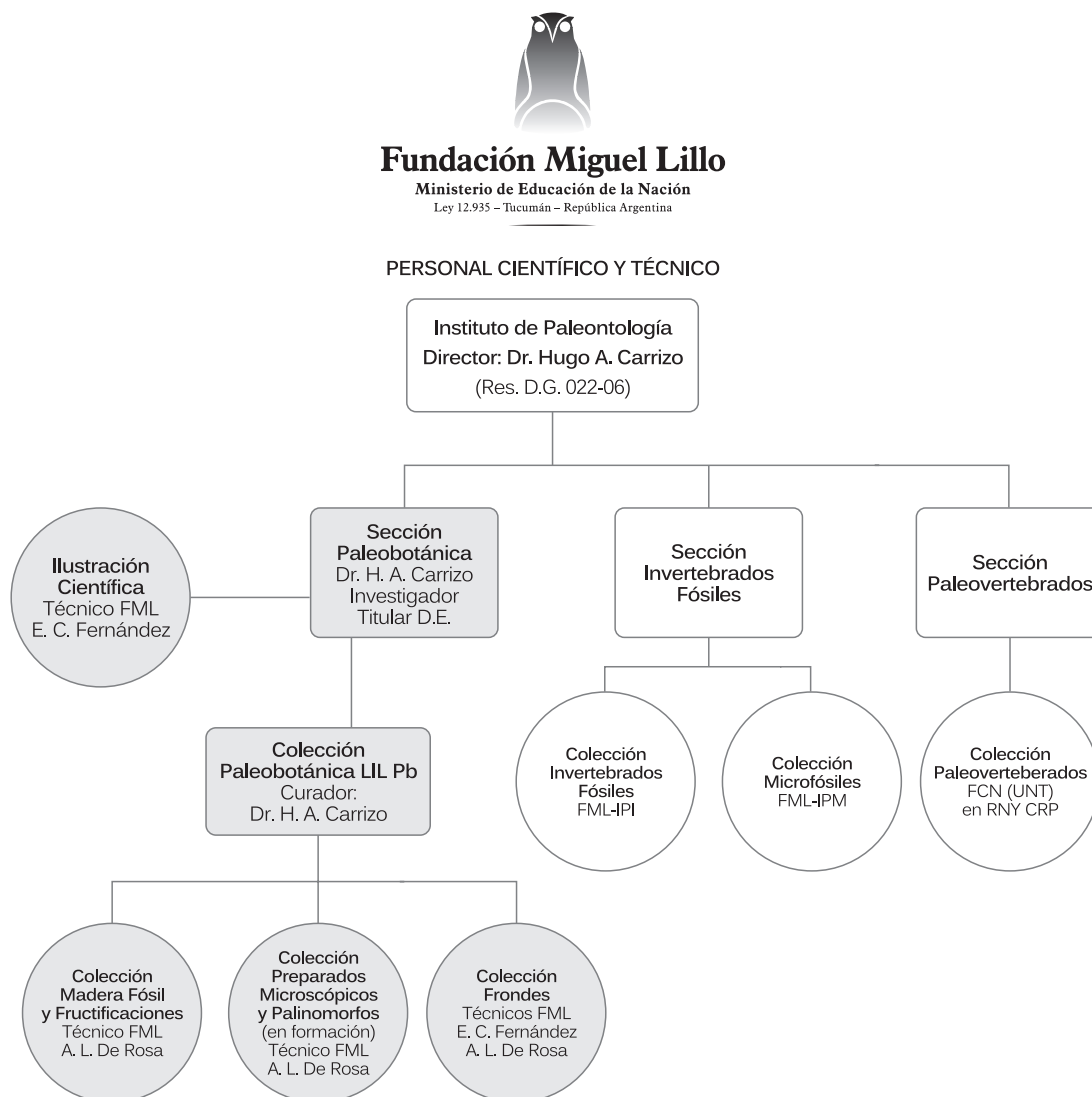 Fundación Miguel Lillo
Ministerio de Educación de la Nación
Ley 12.935 – Tucumán – República Argentina
PERSONAL CIENTÍFICO Y TÉCNICO
Instituto de Paleontología
Director: Dr. Hugo A. Carrizo
(Res. D.G. 022-06)
Ilustración
Científica
Técnico FML
E. C. Fernández
Sección
Paleobotánica
Dr. H. A. Carrizo
Investigador
Titular D.E.
Sección
Invertebrados
Fósiles
Sección
Paleovertebrados
Colección
Paleobotánica LIL Pb
Curador:
Dr. H. A. Carrizo
Colección
Invertebrados
Fósiles
FML-IPI
Colección
Microfósiles
FML-IPM
Colección
Paleoverteberados
FCN (UNT)
en RNY CRP
Colección
Madera Fósil
y Fructificaciones
Técnico FML
A. L. De Rosa
Colección
Preparados
Microscópicos
y Palinomorfos
(en formación)
Técnico FML
A. L. De Rosa
Colección
Frondes
Técnicos FML
E. C. Fernández
A. L. De Rosa